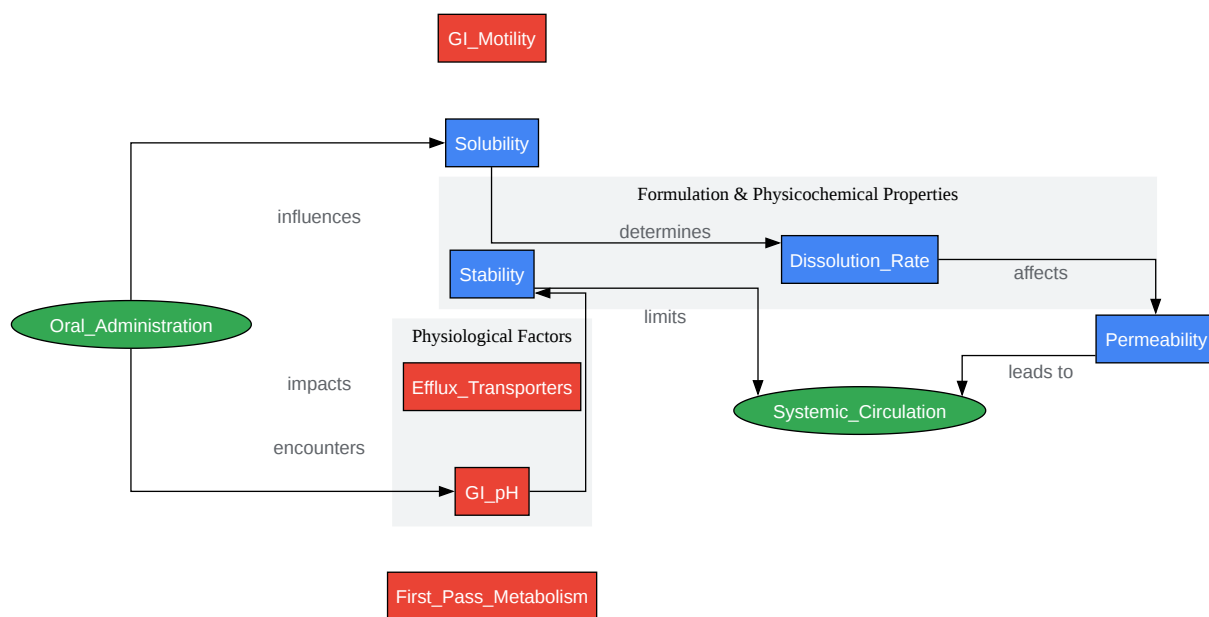 GI_Motility
Solubility
Formulation & Physicochemical Properties
influences
determines
Dissolution_Rate
Stability
affects
limits
Oral_Administration
Physiological Factors
Permeability
leads to
impacts
Efflux_Transporters
Systemic_Circulation
encounters
GI_pH
First_Pass_Metabolism